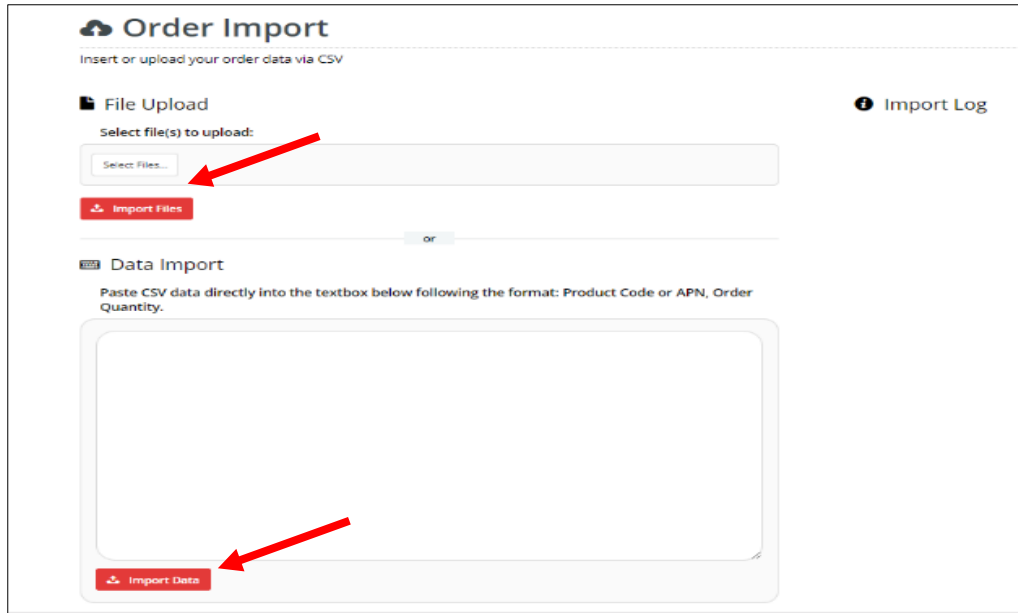 Order Import
Insert or upload your order data via CSV
File Upload
Import Log
Select file(s) to upload:
Select Files...
Import Files
or
Data Import
Paste CSV data directly into the textbox below following the format: Product Code or APN, Order
Quantity.
Import Data